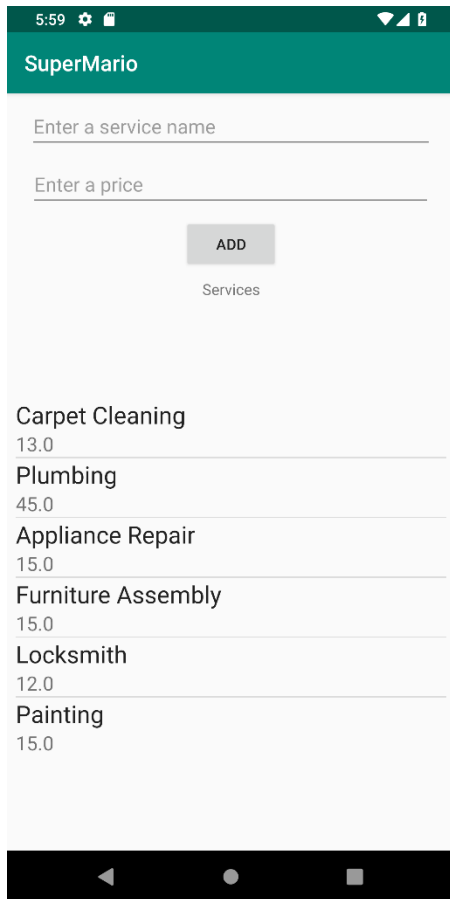 5:59
SuperMario
Enter a service name
Enter a price
ADD
Services
Carpet Cleaning
13.0
Plumbing
45.0
Appliance Repair
15.0
Furniture Assembly
15.0
Locksmith
12.0
Painting
15.0